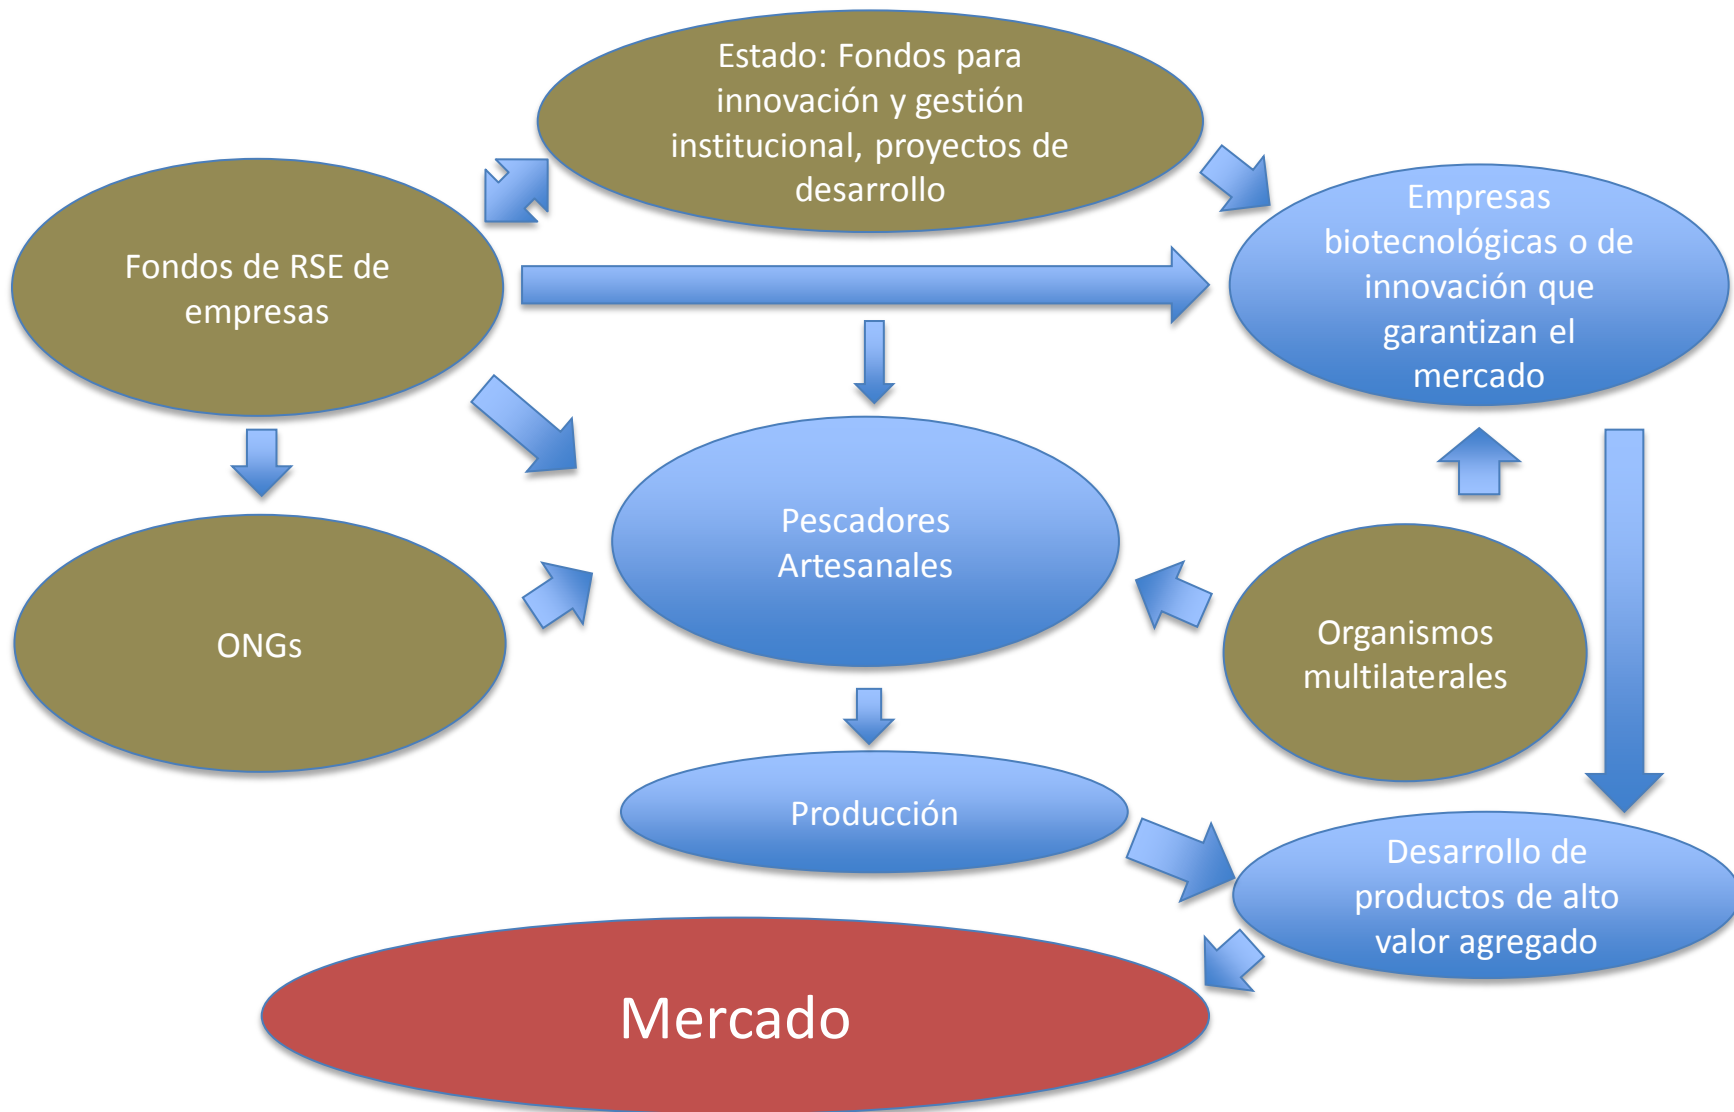 Estado: Fondos para
innovación y gestión
institucional, proyectos de
desarrollo
Fondos de RSE de
empresas
Empresas
biotecnológicas o de
innovación que
garantizan el
mercado
Pescadores
Artesanales
ONGs
Organismos
multilaterales
Producción
Desarrollo de
productos de alto
valor agregado
Mercado